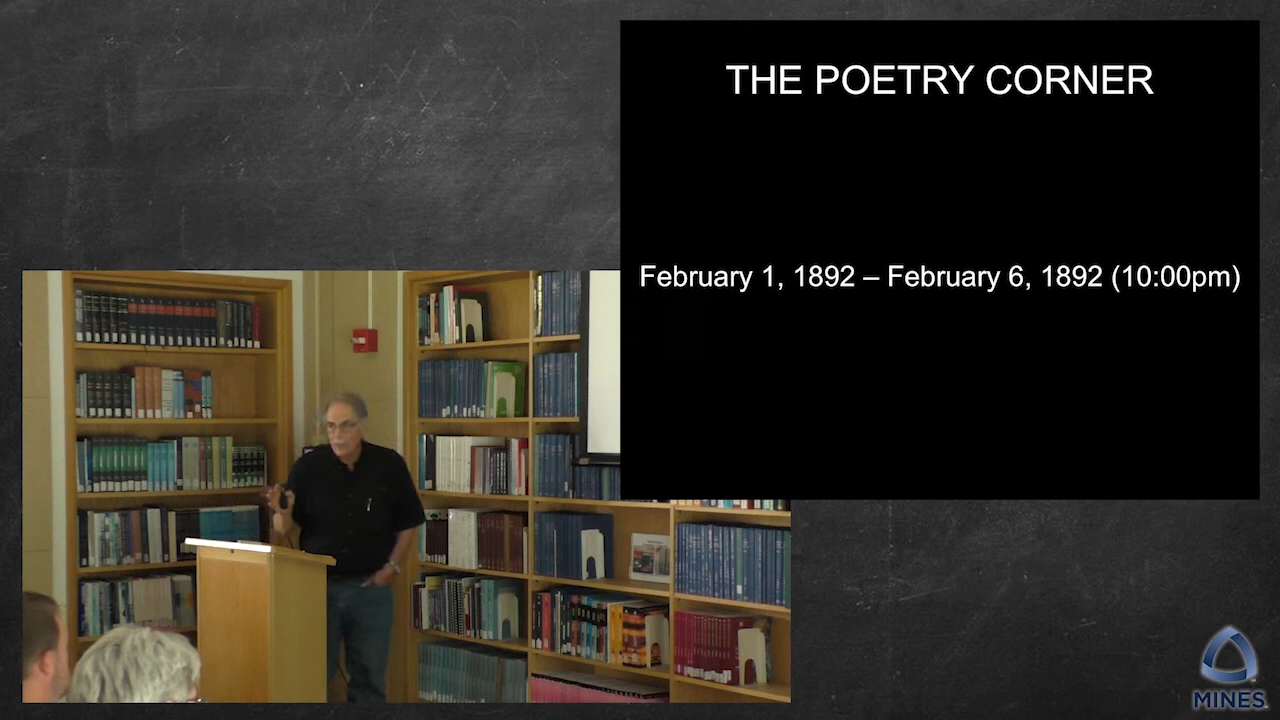 THE POETRY CORNER
February 1, 1892 – February 6, 1892 (10:00pm)
MINES